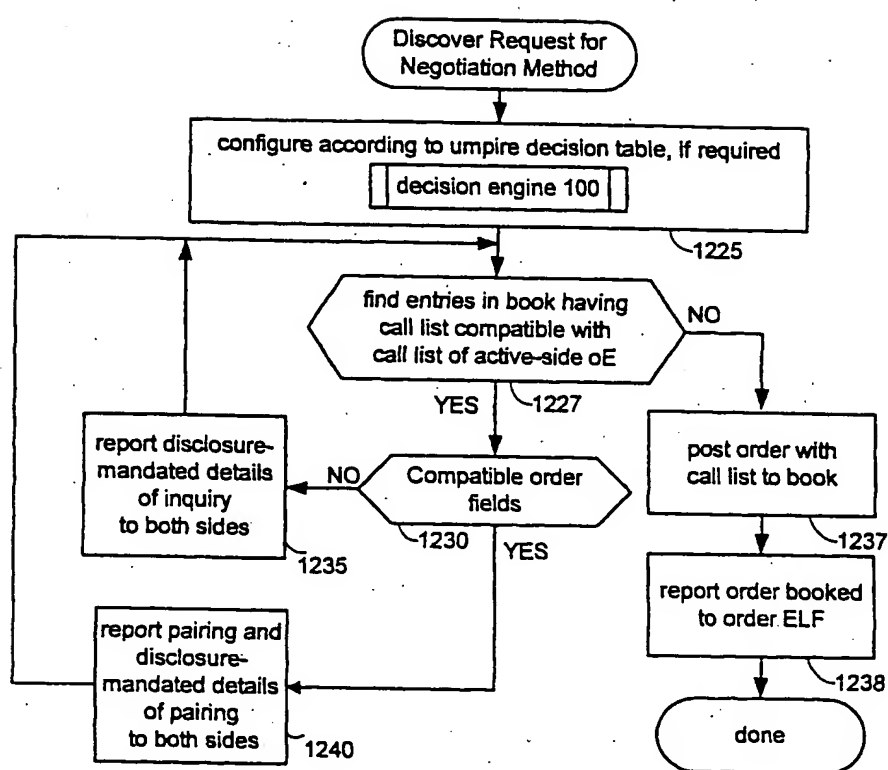 Discover Request for
Negotiation Method
configure according to umpire decision table, if required
decision engine 100
1225
find entries in book having
call list compatible with
call list of active-side oE
NO
YES
1227
report disclosure-
mandated details
of inquiry
to both sides
1235
NO
Compatible order
fields
1230
YES
post order with
call list to book
1237
report pairing and
disclosure-
mandated details
of pairing
to both sides
1240
report order booked
to order ELF
1238
done